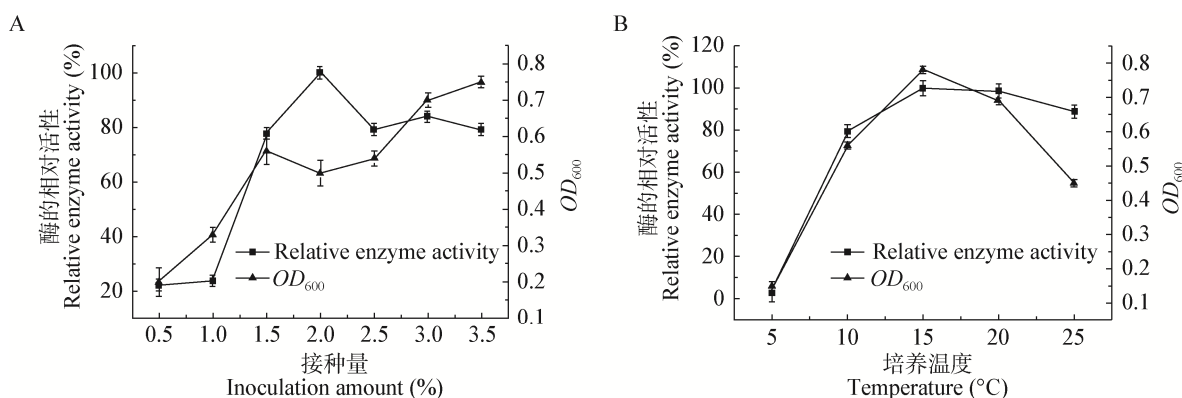 A
酶的相对活性
Relative enzyme activity (%)
100
80
60
40
20
0.8
0.7
0.6
0.5
0.4
0.3
0.2
0.1
OD600
Relative enzyme activity
OD600
0.5 1.0 1.5 2.0 2.5 3.0 3.5
接种量
Inoculation amount (%)
B
酶的相对活性
Relative enzyme activity (%)
120
100
80
60
40
20
0
0.8
0.7
0.6
0.5
0.4
0.3
0.2
0.1
OD600
Relative enzyme activity
OD600
5 10 15 20 25
培养温度
Temperature (°C)